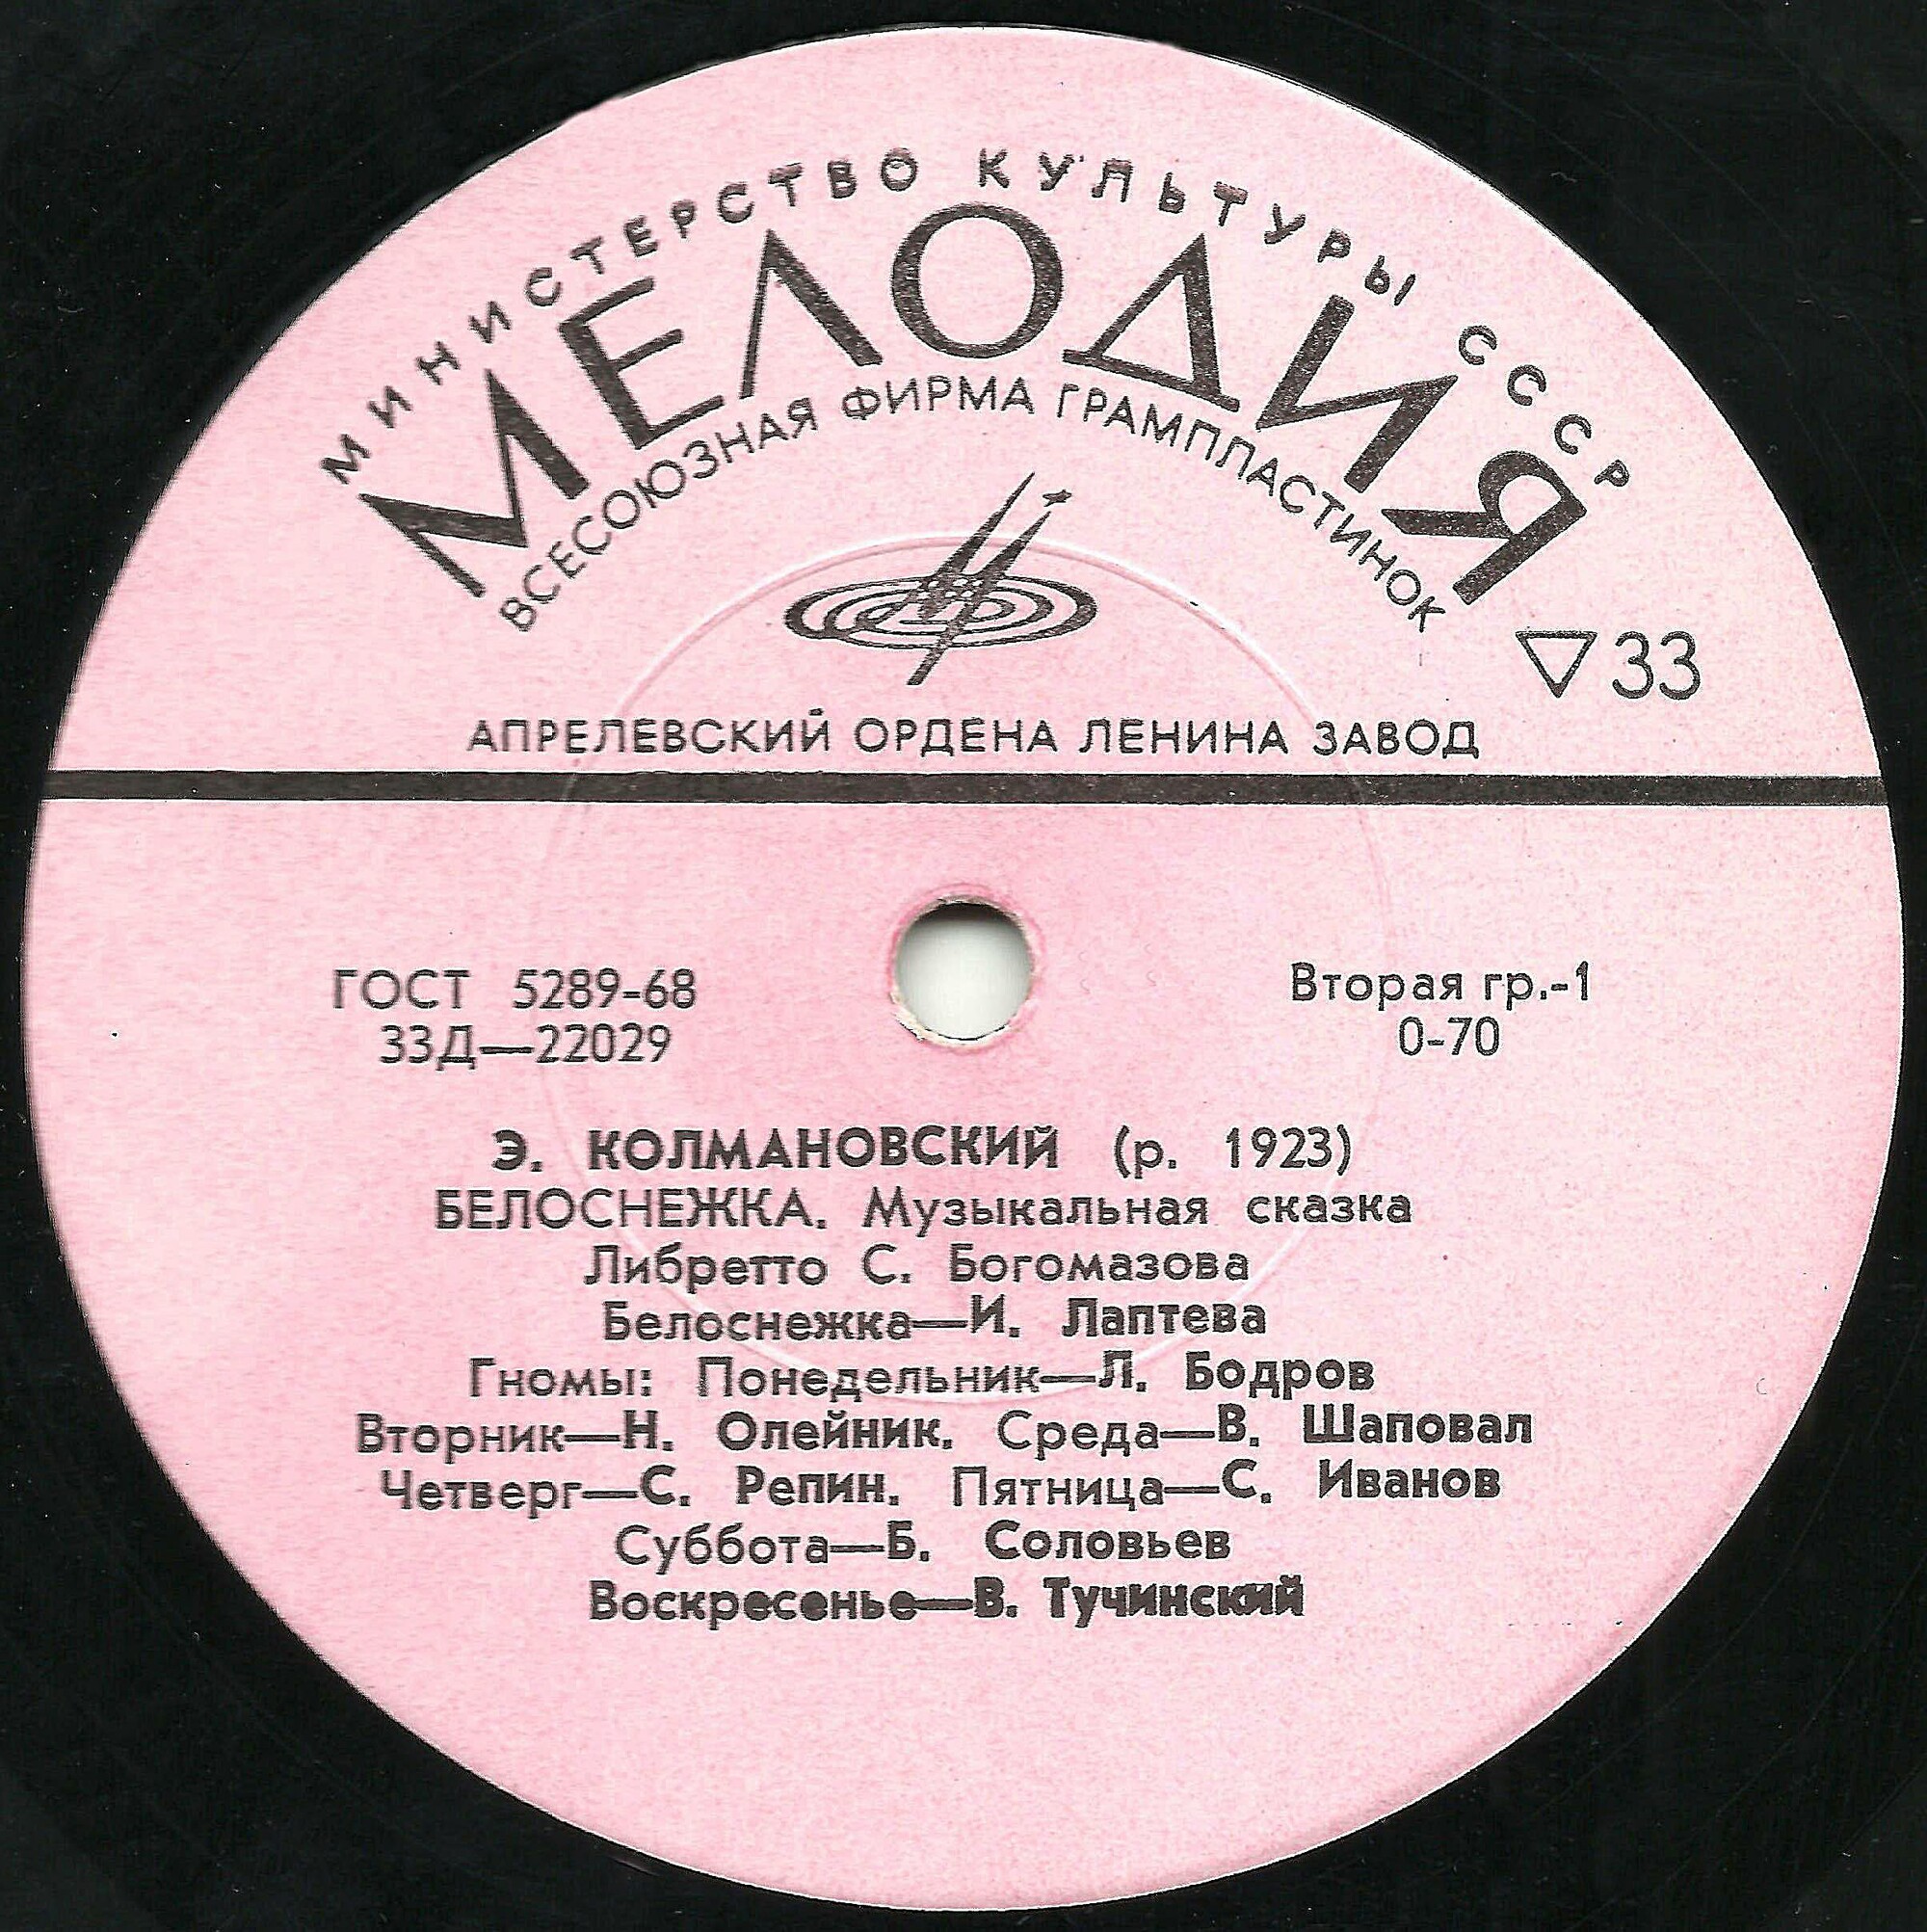 МИНИСТЕРСТВО КУЛЬТУРЫ СССР
МЕЛОДИЯ
ВСЕСОЮЗНАЯ ФИРМА ГРАМПЛАСТИНОК
▽33
АПРЕЛЕВСКИЙ ОРДЕНА ЛЕНИНА ЗАВОД
ГОСТ 5289-68
33Д—22029
Вторая гр.-1
0-70
Э. КОЛМАНОВСКИЙ (р. 1923)
БЕЛОСНЕЖКА. Музыкальная сказка
Либретто С. Богомазова
Белоснежка—И. Лаптева
Гномы: Понедельник—Л. Бодров
Вторник—Н. Олейник. Среда—В. Шаповал
Четверг—С. Репин. Пятница—С. Иванов
Суббота—Б. Соловьев
Воскресенье—В. Тучинский